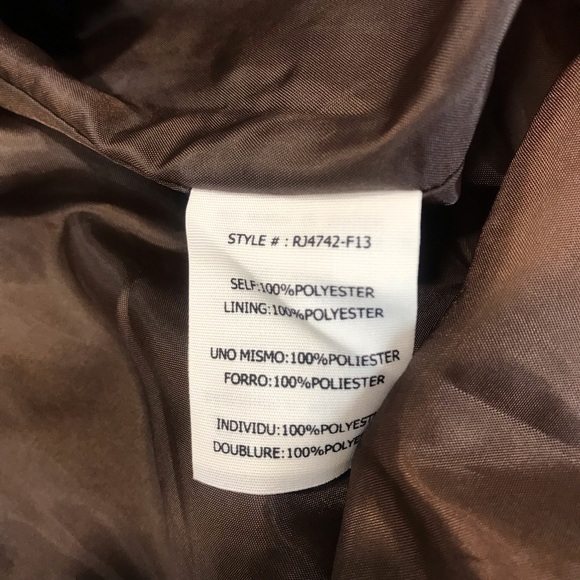 STYLE # : RJ4742-F13
SELF:100%POLYESTER
LINING:100%POLYESTER
UNO MISMO:100%POLIESTER
FORRO:100%POLIESTER
INDIVIDU:100%POLYEST
DOUBLURE:100%POLYE